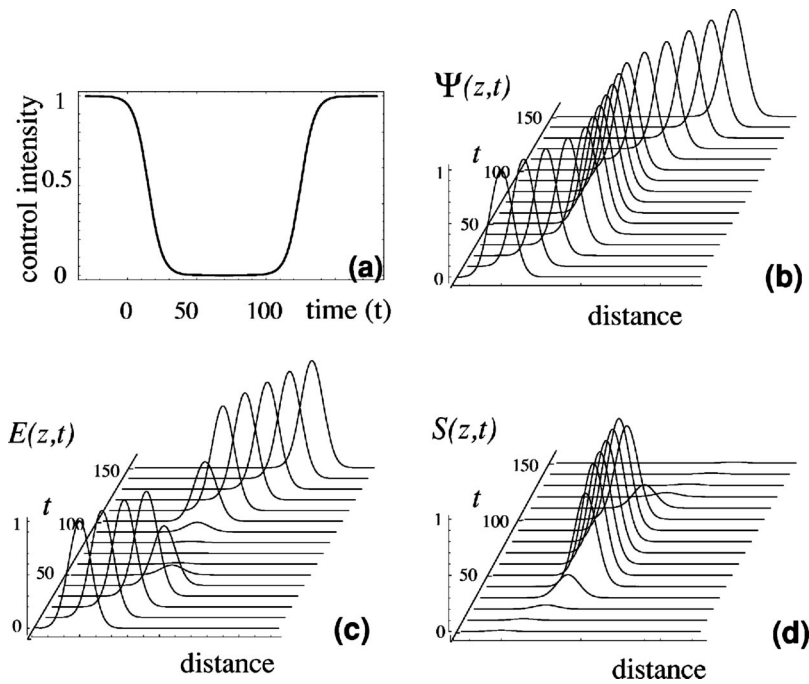 control intensity
1
0.5
0
0 50 100 time (t)
(a)
Ψ(z,t)
150
t
100
50
1
0
distance
(b)
E(z,t)
150
t
100
50
1
0
distance
(c)
S(z,t)
150
t
100
50
1
0
distance
(d)